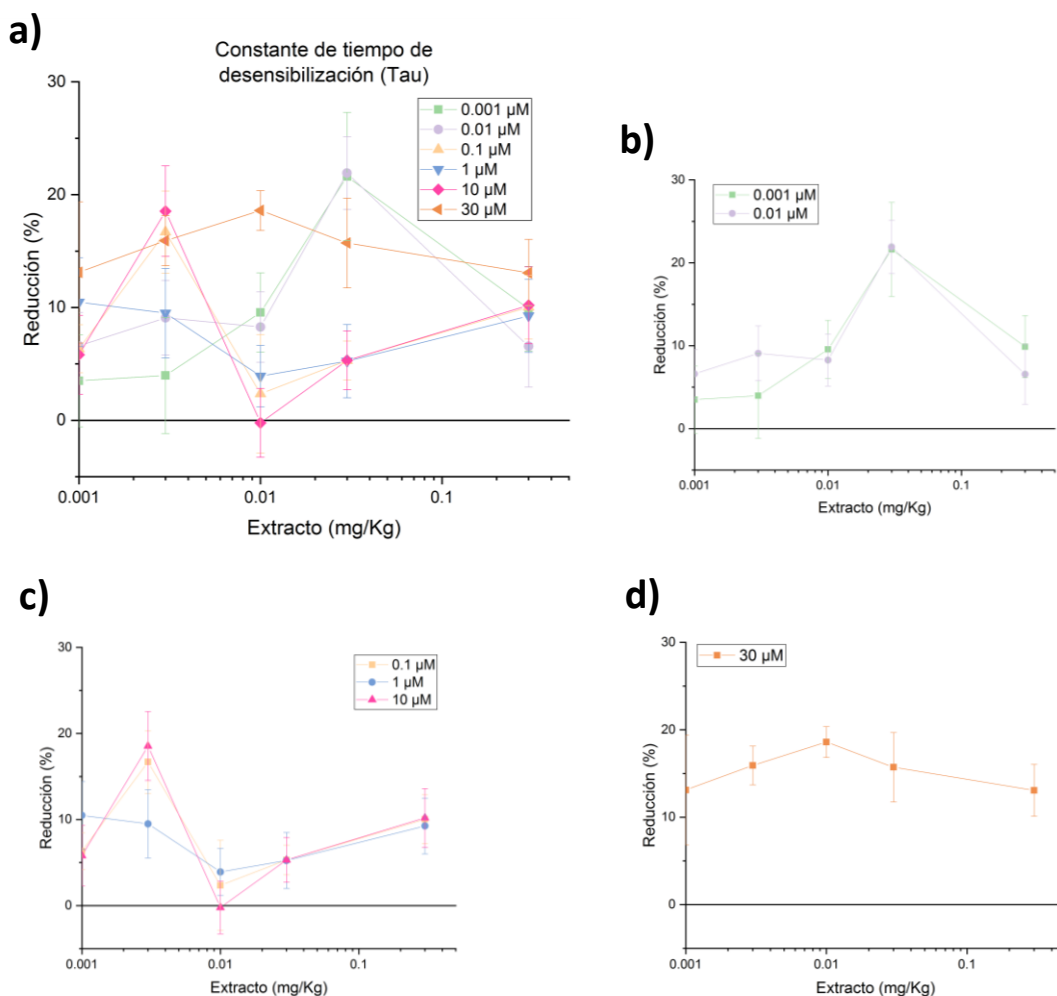 a)
Constante de tiempo de
desensibilización (Tau)
30
20
10
0
0.001
0.01
0.1
Reducción (%)
Extracto (mg/Kg)
0.001 µM
0.01 µM
0.1 µM
1 µM
10 µM
30 µM
b)
30
20
10
0
0.001
0.01
0.1
Reducción (%)
Extracto (mg/Kg)
0.001 µM
0.01 µM
c)
30
20
10
0
0.001
0.01
0.1
Reducción (%)
Extracto (mg/Kg)
0.1 µM
1 µM
10 µM
d)
30
20
10
0
0.001
0.01
0.1
Reducción (%)
Extracto (mg/Kg)
30 µM